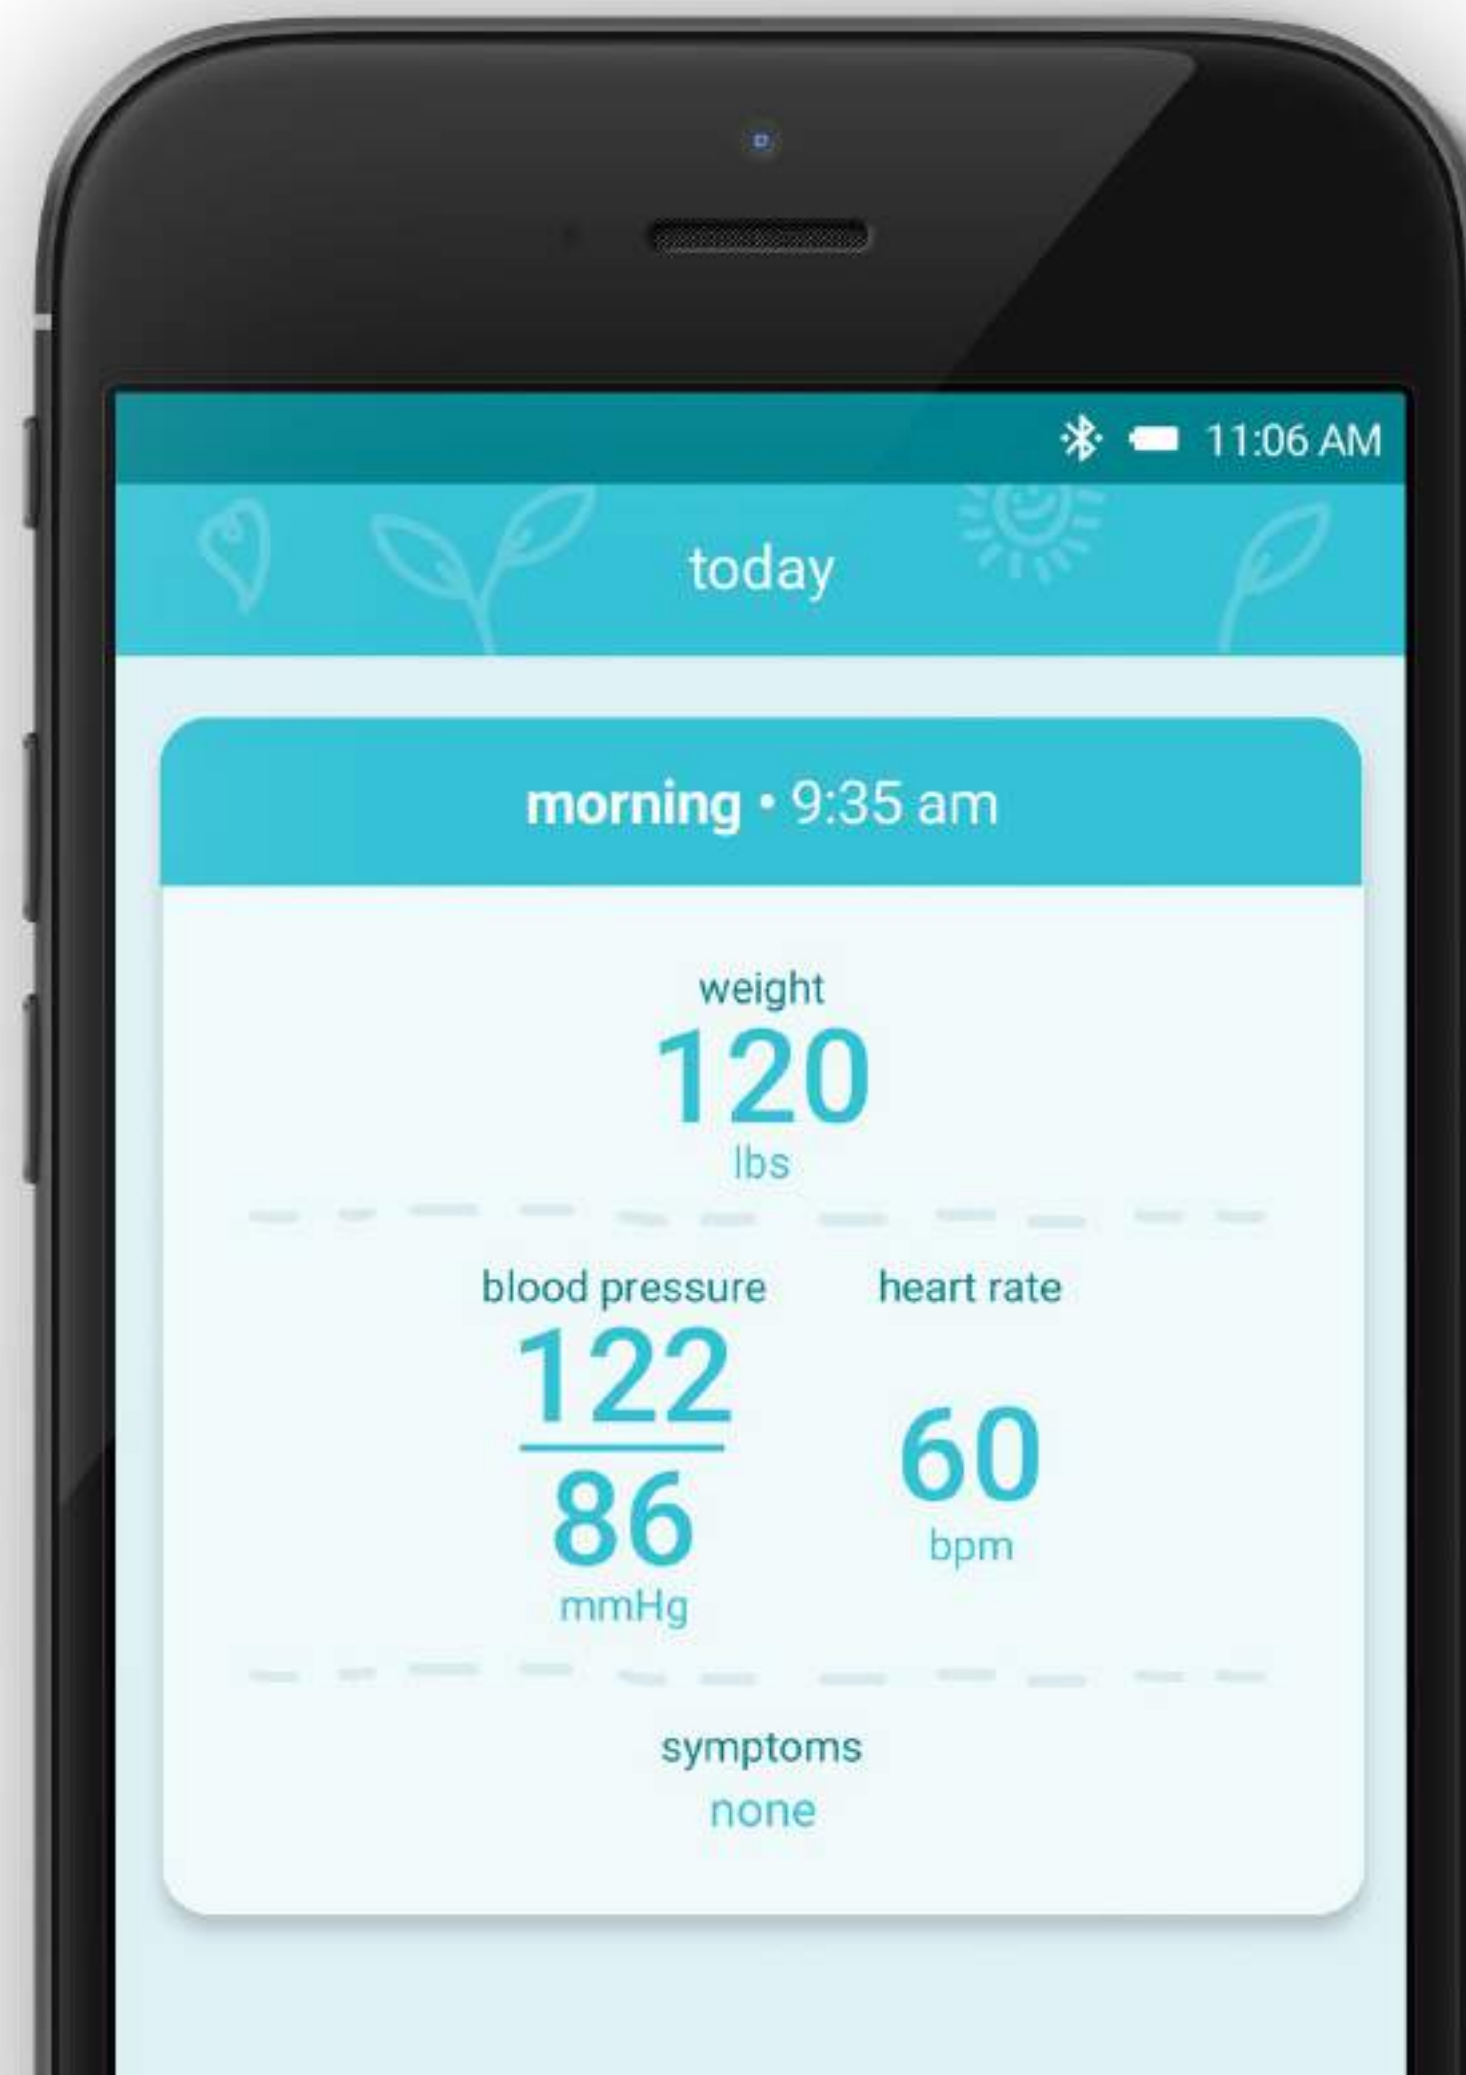 11:06 AM
today
morning • 9:35 am
weight
120
lbs
blood pressure
122
86
mmHg
heart rate
60
bpm
symptoms
none